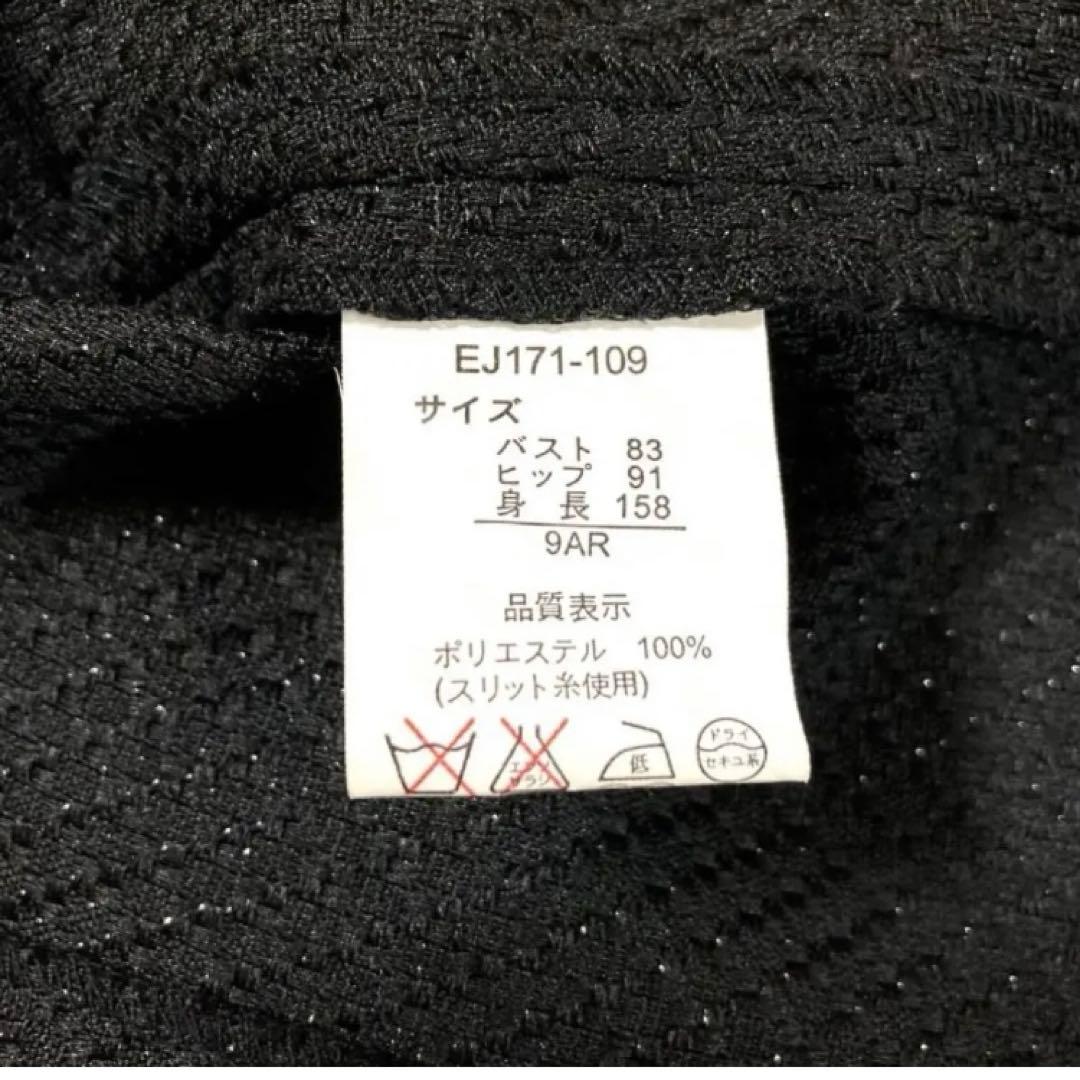 EJ171-109
サイズ
バスト 83
ヒップ 91
身 長 158
9AR
品質表示
ポリエステル 100%
(スリット糸使用)
低
ドライ
セキユ系